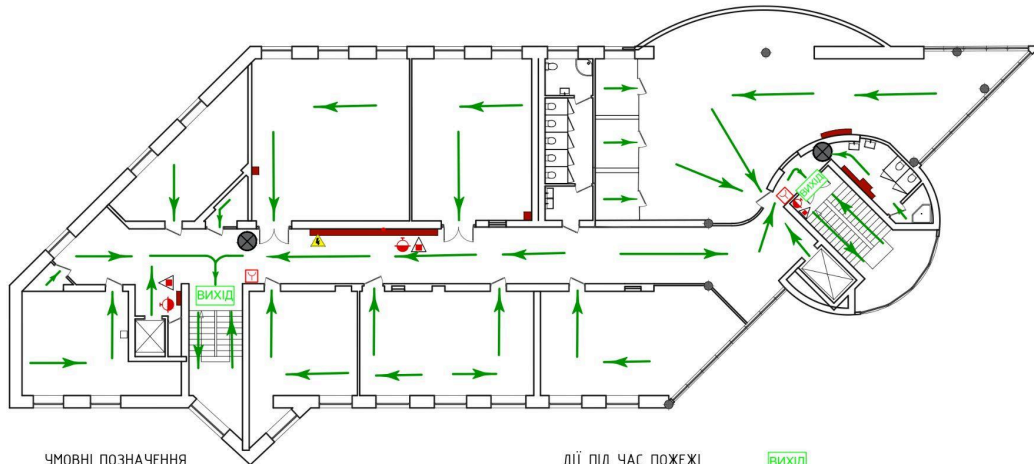 ВИХІД
ВИХІД
ЧМОВНІ ПОЗНАЧЕННЯ
ДІЇ ПІД ЧАС ПОЖЕЖІ
ВИХІД